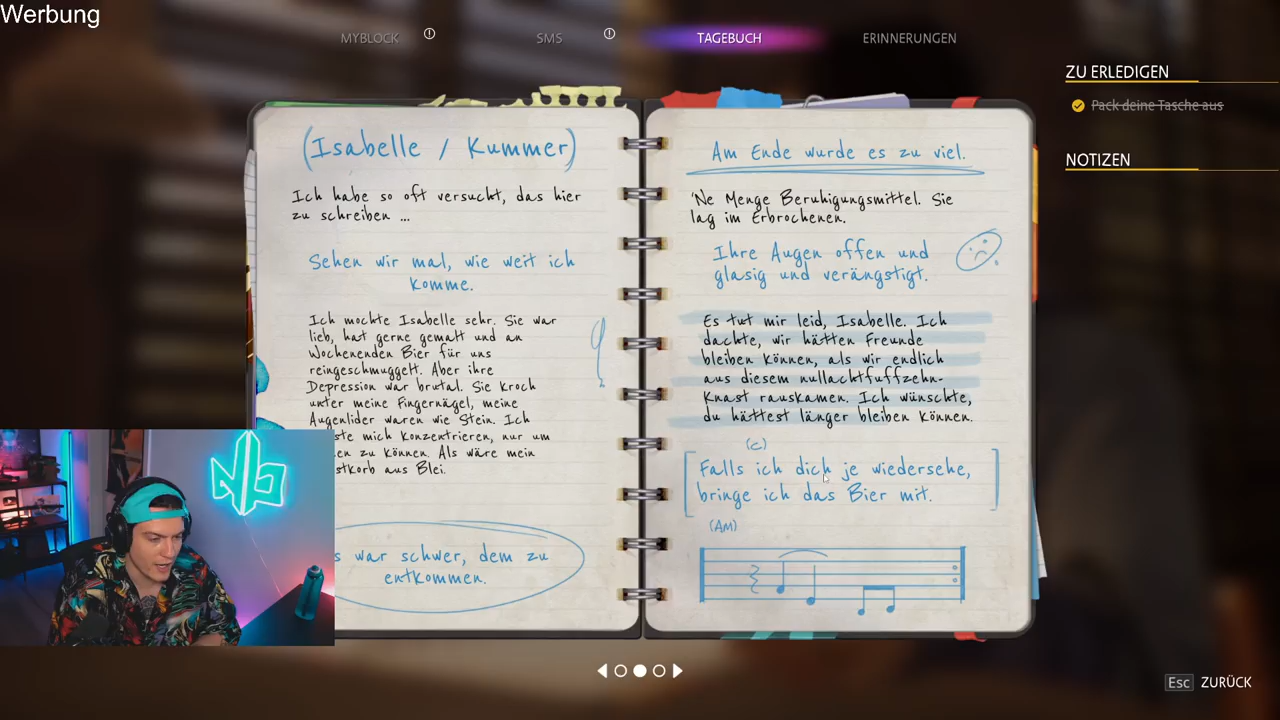 Werbung
MYBLOCK
SMS
TAGEBUCH
ERINNERUNGEN
ZU ERLEDIGEN
Pack deine Tasche aus
NOTIZEN
(Isabelle / Kummer)
Ich habe so oft versucht, das hier
zu schreiben ...
Sehen wir mal, wie weit ich
komme.
Ich mochte Isabelle sehr. Sie war
lieb, hat gerne gemalt und an
Wochenenden Bier für uns
reingeschmuggelt. Aber ihre
Depression war brutal. Sie kroch
unter meine Fingernägel, meine
Augenlider waren wie Stein. Ich
ste mich konzentrieren, nur um
en zu können. Als wäre mein
stkorb aus Blei.
s war schwer, dem zu
entkommen.
Am Ende wurde es zu viel.
'Ne Menge Beruhigungsmittel. Sie
lag im Erbrochenen.
Ihre Augen offen und
glasig und verängstigt.
Es tut mir leid, Isabelle. Ich
dachte, wir hätten Freunde
bleiben können, als wir endlich
aus diesem nullachtfuffzehn-
Knast rauskamen. Ich wünschte,
du hättest länger bleiben können.
(C)
Falls ich dich je wiedersehe,
bringe ich das Bier mit.
(AM)
Esc ZURÜCK